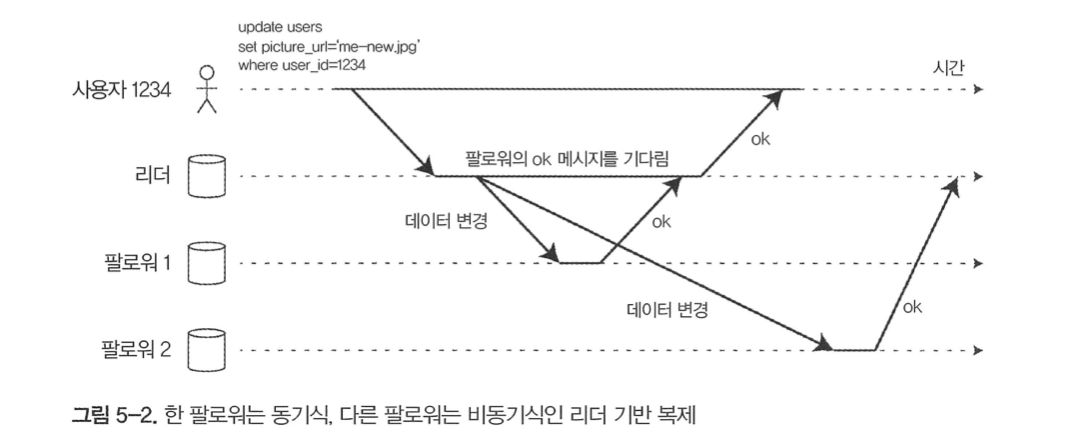 update users
set picture_url='me-new.jpg'
where user_id=1234
시간
사용자 1234
ok
팔로워의 ok 메시지를 기다림
리더
데이터 변경
ok
팔로워 1
데이터 변경
ok
팔로워 2
그림 5-2. 한 팔로워는 동기식, 다른 팔로워는 비동기식인 리더 기반 복제